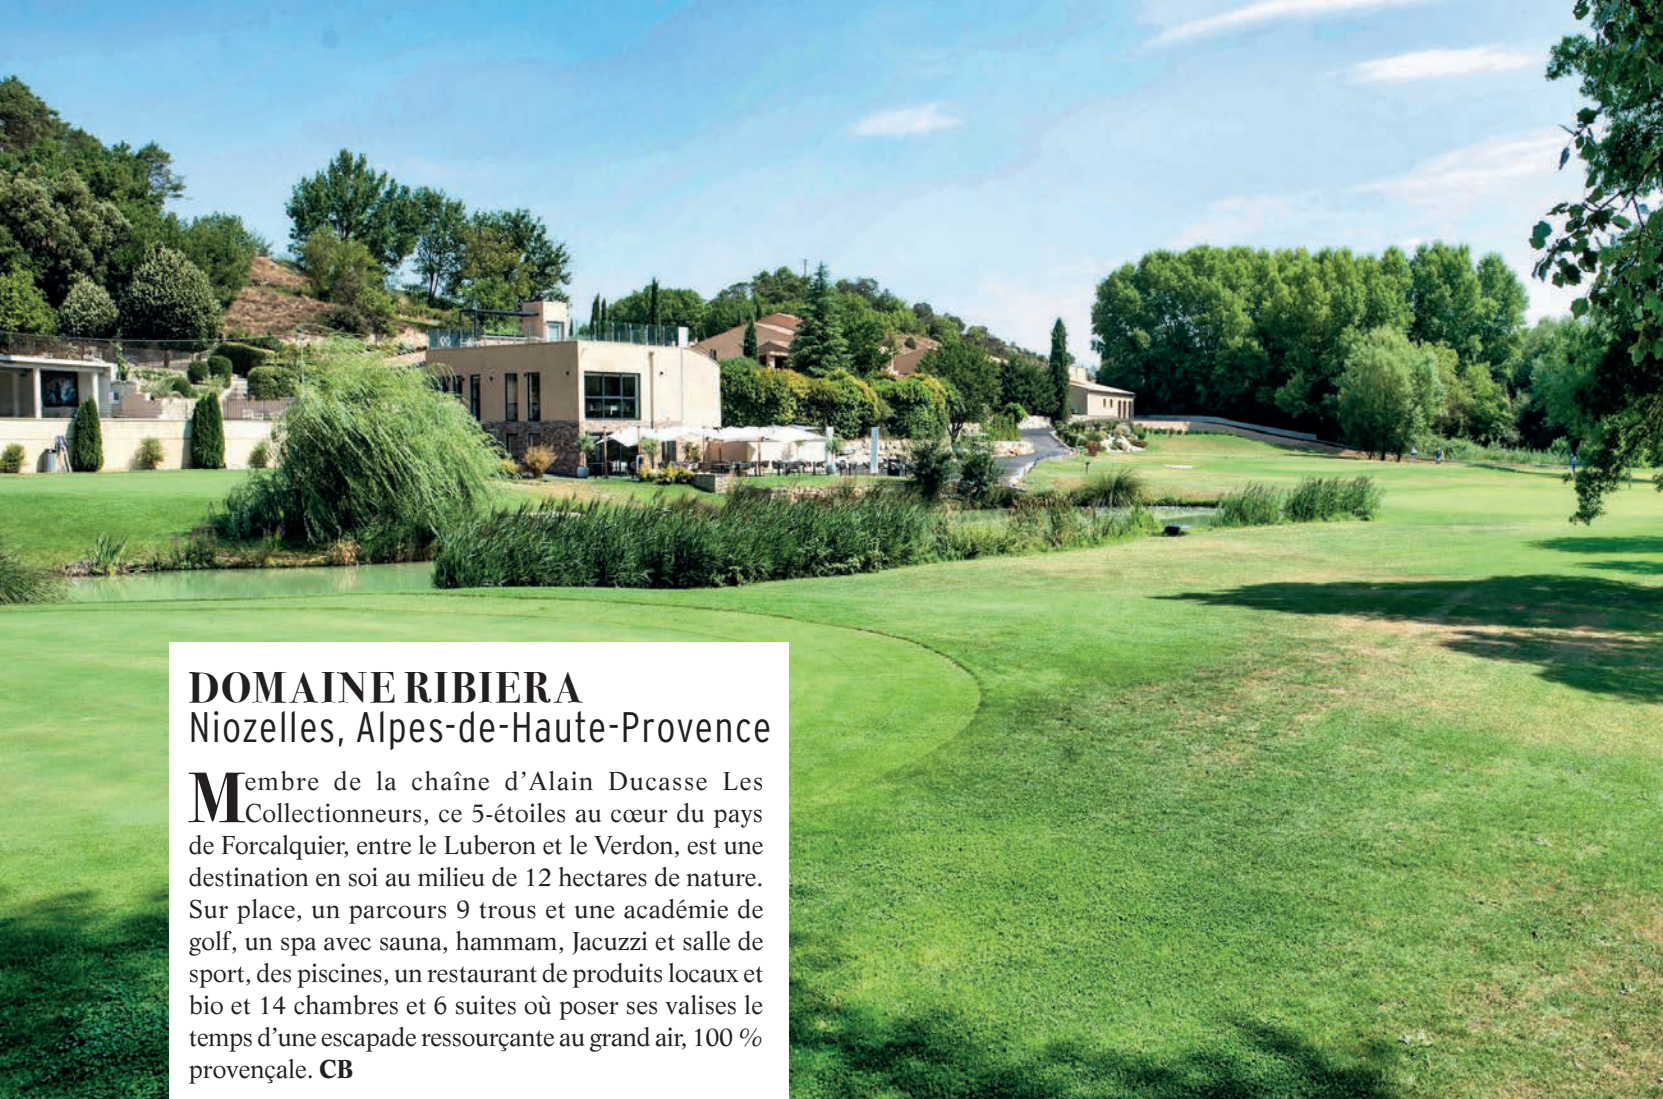 DOMAINE RIBIERA
Niozelles, Alpes-de-Haute-Provence
Membre de la chaîne d’Alain Ducasse Les
Collectionneurs, ce 5-étoiles au cœur du pays
de Forcalquier, entre le Luberon et le Verdon, est une
destination en soi au milieu de 12 hectares de nature.
Sur place, un parcours 9 trous et une académie de
golf, un spa avec sauna, hammam, Jacuzzi et salle de
sport, des piscines, un restaurant de produits locaux et
bio et 14 chambres et 6 suites où poser ses valises le
temps d’une escapade ressourçante au grand air, 100 %
provençale. CB